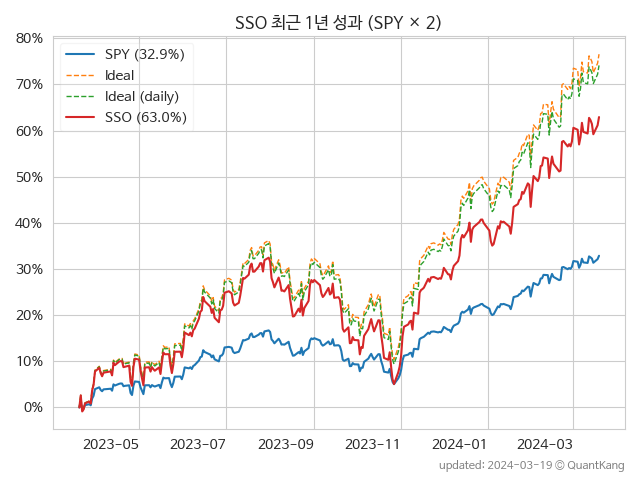 SSO 최근 1년 성과 (SPY × 2)
SPY (32.9%)
Ideal
Ideal (daily)
SSO (63.0%)
80%
70%
60%
50%
40%
30%
20%
10%
0%
2023-05 2023-07 2023-09 2023-11 2024-01 2024-03
updated: 2024-03-19 © QuantKang